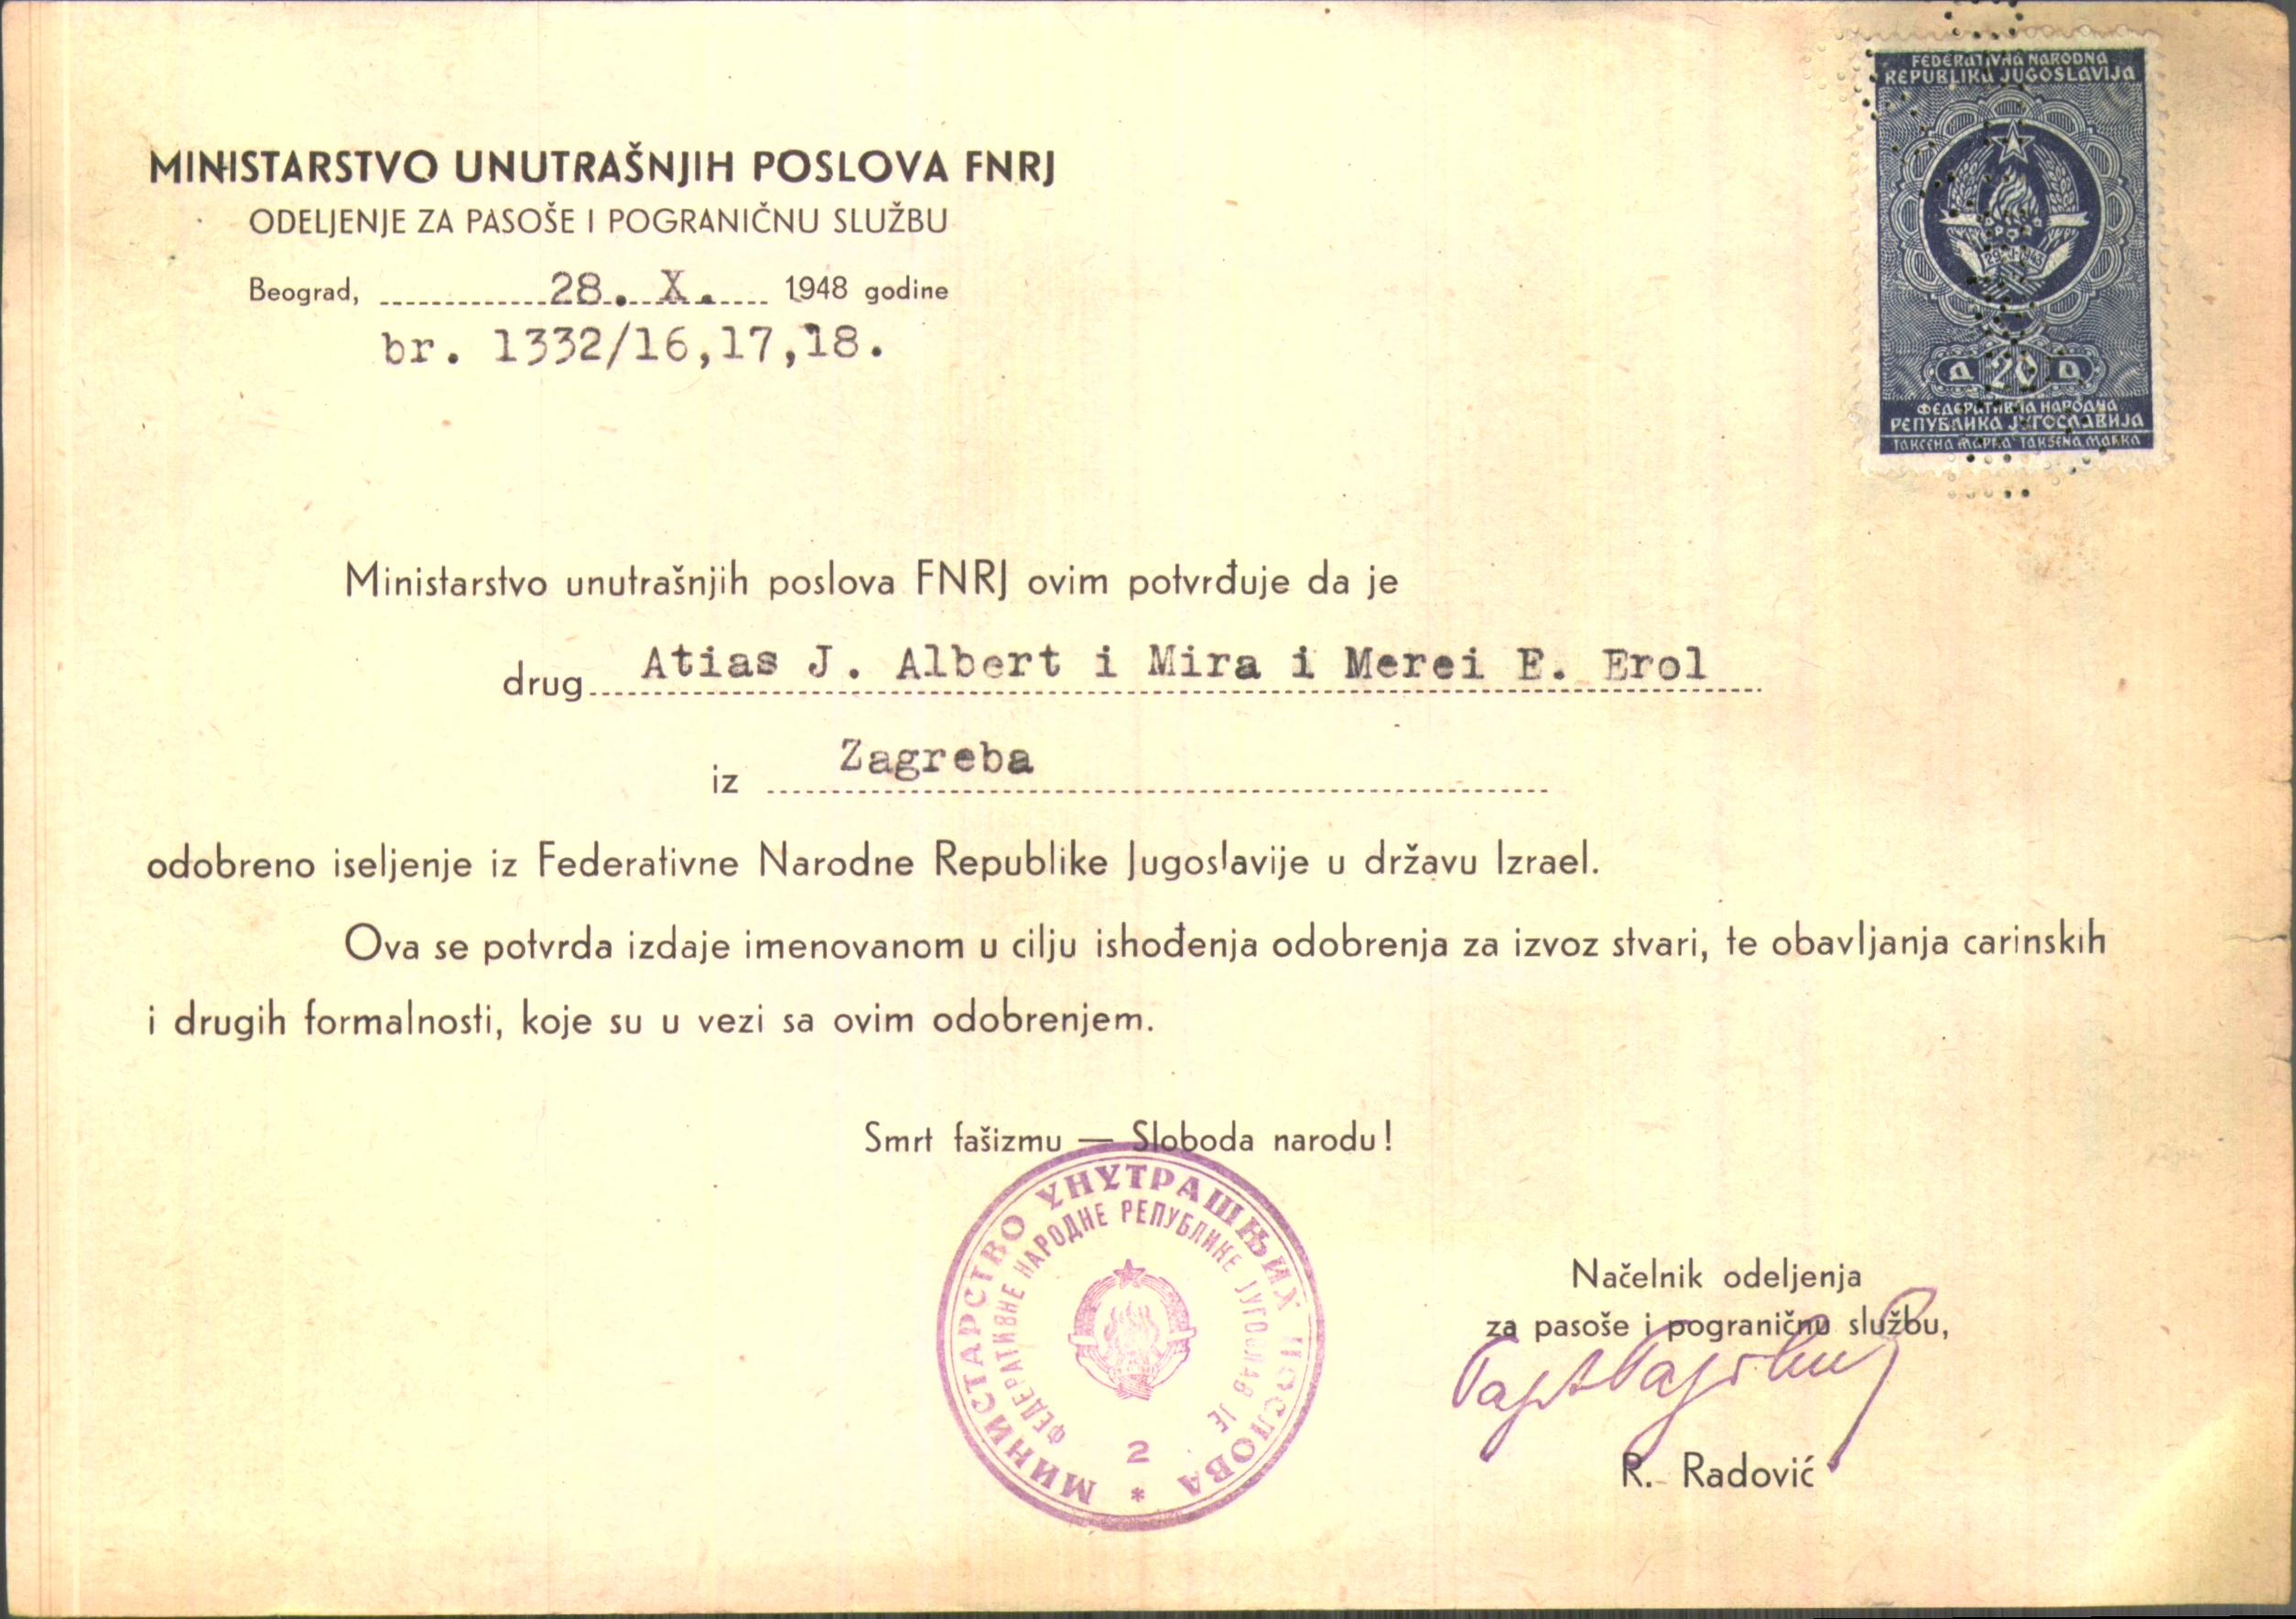 FEDERATIVNA NARODNA
REPUBLIKA JUGOSLAVIJA
MINISTARSTVO UNUTRAŠNJIH POSLOVA FNRJ
ODELJENJE ZA PASOŠE I POGRANIČNU SLUŽBU
Beograd, 28. X. 1948 godine
br. 1332/16,17,18.
D 20 D
ФЕДЕРАТИВНА НАРОДНА
РЕПУБЛИКА ЈУГОСЛАВИЈА
ТАКСЕНА МАРКА TAKSENA MARKA
Ministarstvo unutrašnjih poslova FNRJ ovim potvrđuje da je
drug Atias J. Albert i Mira i Merei E. Erol
iz Zagreba
odobreno iseljenje iz Federativne Narodne Republike Jugoslavije u državu Izrael.
Ova se potvrda izdaje imenovanom u cilju ishođenja odobrenja za izvoz stvari, te obavljanja carinskih
i drugih formalnosti, koje su u vezi sa ovim odobrenjem.
Smrt fašizmu — Sloboda narodu!
МИНИСТАРСТВО УНУТРАШЊИХ ПОСЛОВА
ФЕДЕРАТИВНЕ НАРОДНЕ РЕПУБЛИКЕ ЈУГОСЛАВИЈЕ
2
*
Načelnik odeljenja
za pasoše i pograničnu službu,
R. Radović